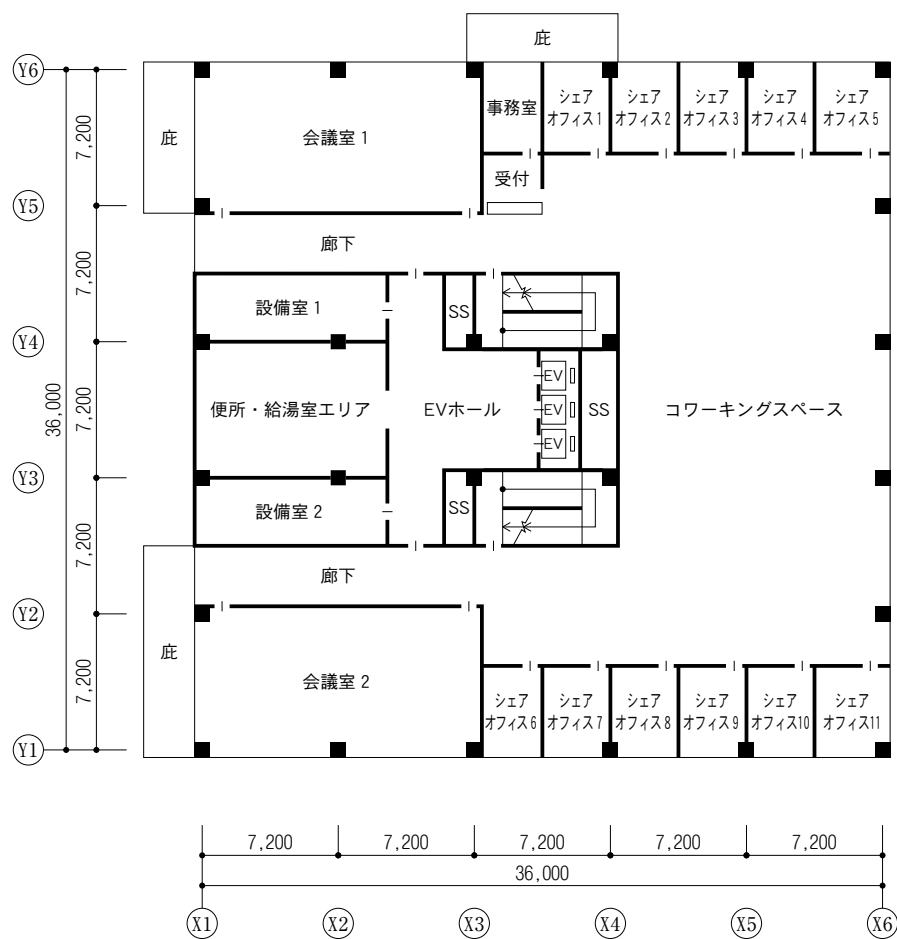 庇
Y6
7,200
庇
会議室 1
事務室
シェア
オフィス1
シェア
オフィス2
シェア
オフィス3
シェア
オフィス4
シェア
オフィス5
受付
Y5
廊下
36,000
7,200
設備室 1
SS
Y4
7,200
便所・給湯室エリア
EVホール
EV
EV
EV
SS
コワーキングスペース
Y3
7,200
設備室 2
SS
廊下
Y2
7,200
庇
会議室 2
シェア
オフィス6
シェア
オフィス7
シェア
オフィス8
シェア
オフィス9
シェア
オフィス10
シェア
オフィス11
Y1
7,200
7,200
7,200
7,200
7,200
36,000
X1
X2
X3
X4
X5
X6